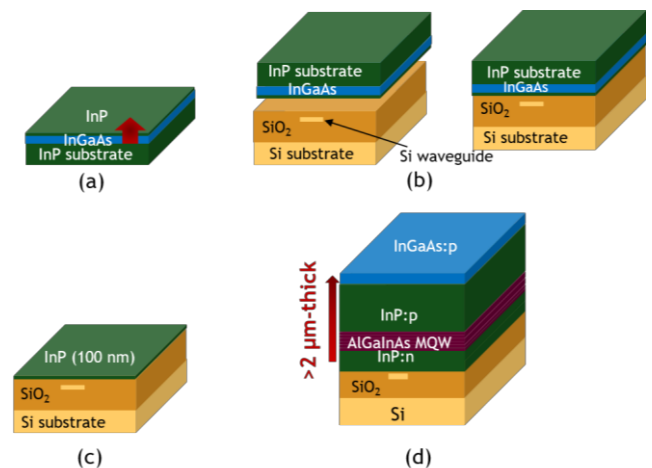 InP
InGaAs
InP substrate
(a)
InP substrate
InGaAs
SiO₂
Si substrate
Si waveguide
InP substrate
InGaAs
SiO₂
Si substrate
(b)
InP (100 nm)
SiO₂
Si substrate
(c)
>2 µm-thick
InGaAs:p
InP:p
AlGaInAs MQW
InP:n
SiO₂
Si
(d)